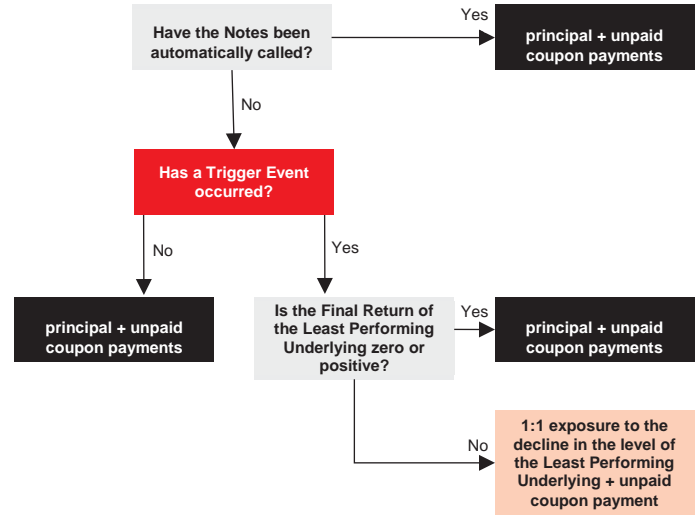 Have the Notes been
automatically called?
Yes
principal + unpaid
coupon payments
No
Has a Trigger Event
occurred?
No
Yes
principal + unpaid
coupon payments
Is the Final Return of
the Least Performing
Underlying zero or
positive?
Yes
principal + unpaid
coupon payments
No
1:1 exposure to the
decline in the level of
the Least Performing
Underlying + unpaid
coupon payment